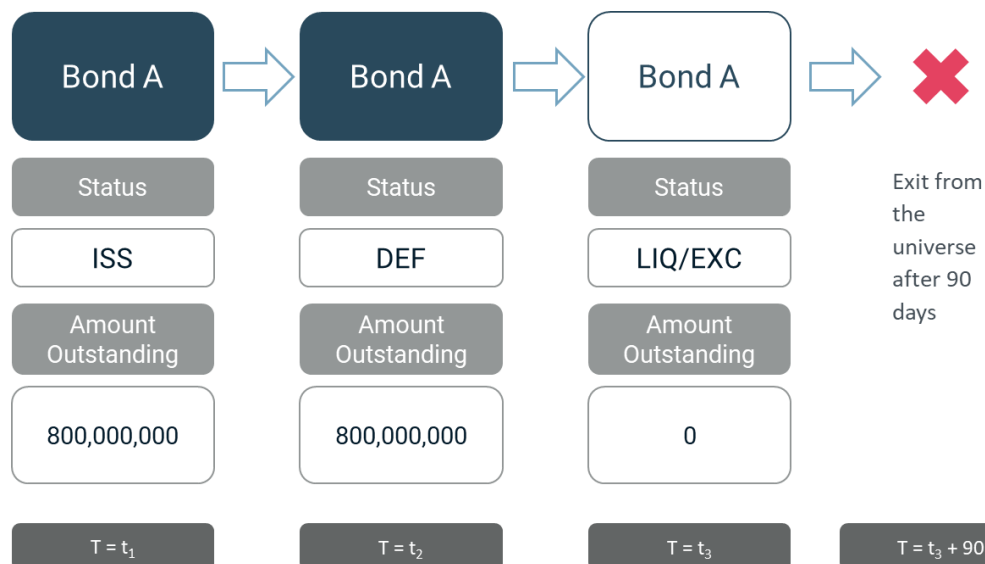 Bond A
Bond A
Bond A
Status
Status
Status
Exit from
the
universe
after 90
days
ISS
DEF
LIQ/EXC
Amount
Outstanding
Amount
Outstanding
Amount
Outstanding
800,000,000
800,000,000
0
T = t₁
T = t₂
T = t₃
T = t₃ + 90